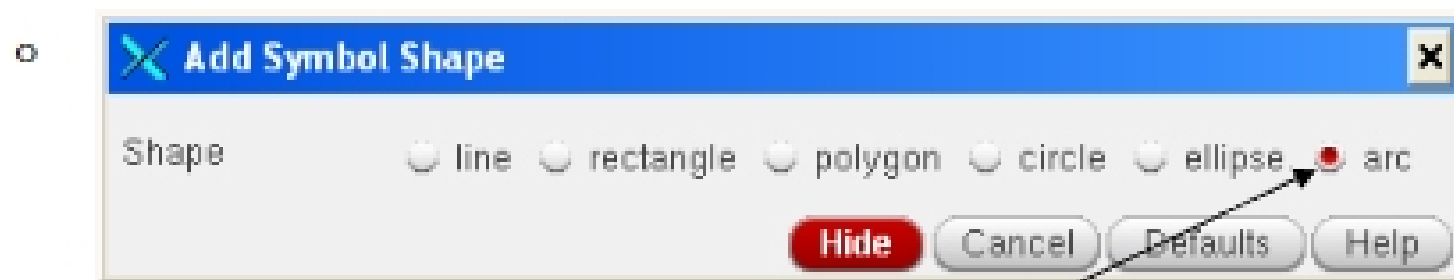 Add Symbol Shape
Shape line rectangle polygon circle ellipse arc
Hide Cancel Defaults Help